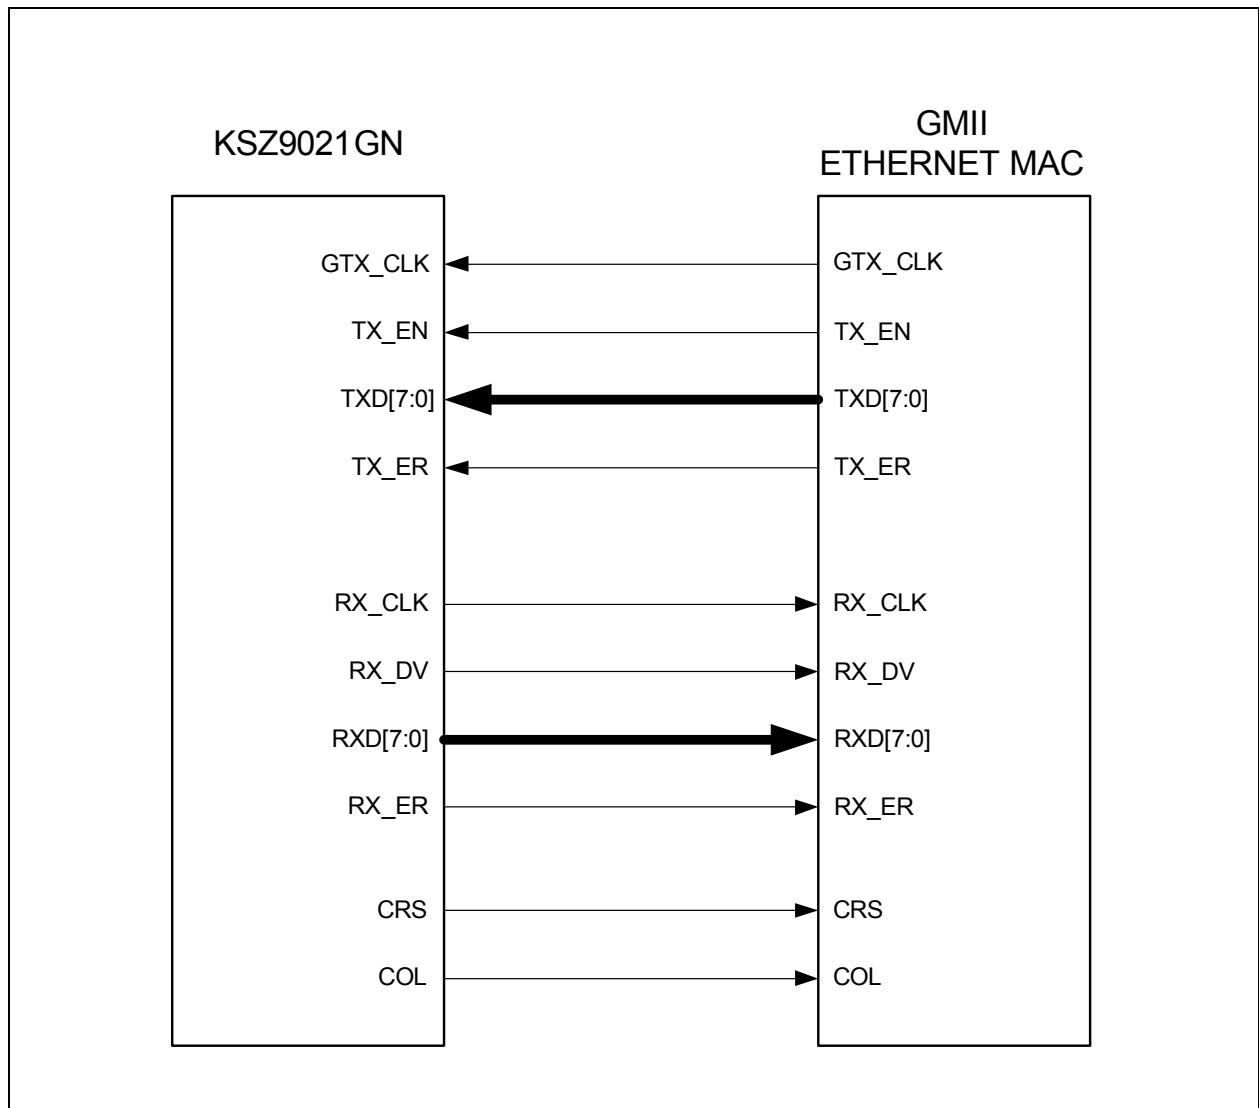 KSZ9021GN
GMII
ETHERNET MAC
GTX_CLK
GTX_CLK
TX_EN
TX_EN
TXD[7:0]
TXD[7:0]
TX_ER
TX_ER
RX_CLK
RX_CLK
RX_DV
RX_DV
RXD[7:0]
RXD[7:0]
RX_ER
RX_ER
CRS
CRS
COL
COL